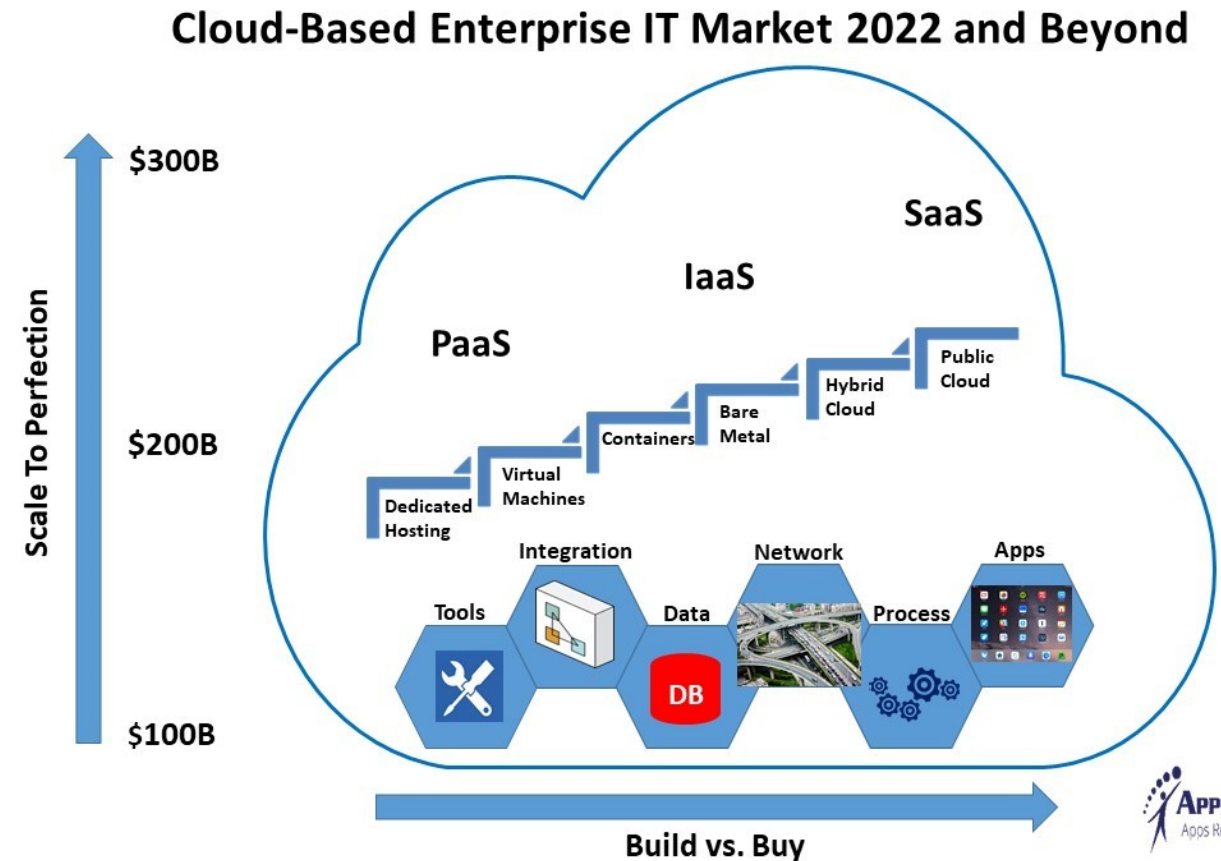 Cloud-Based Enterprise IT Market 2022 and Beyond
Scale To Perfection
$300B
$200B
$100B
SaaS
IaaS
PaaS
Public
Cloud
Hybrid
Cloud
Bare
Metal
Containers
Virtual
Machines
Dedicated
Hosting
Integration
Network
Apps
Tools
Data
Process
DB
Build vs. Buy
APPS
Apps